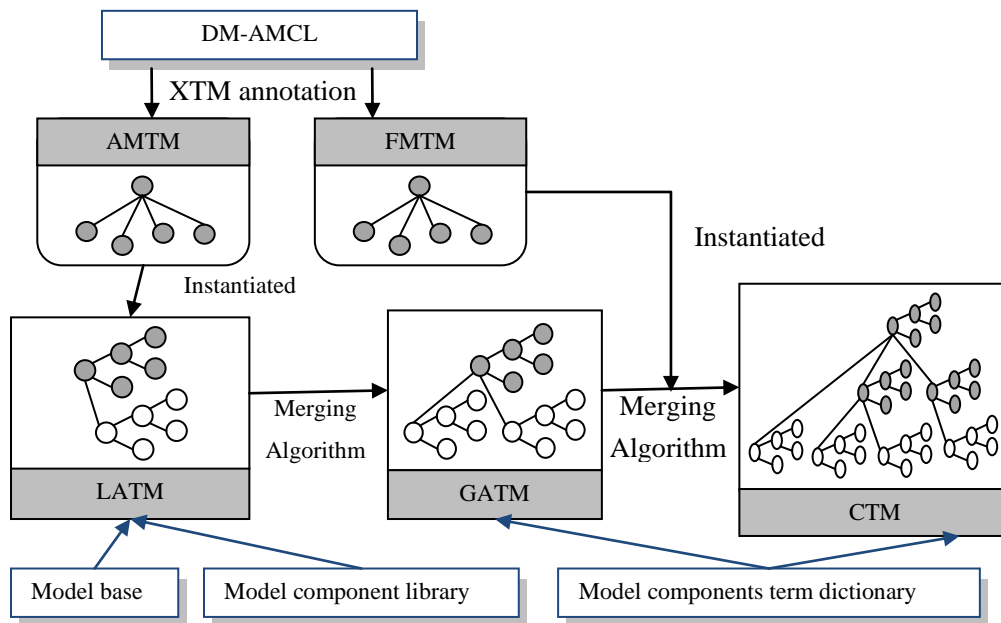 DM-AMCL
XTM annotation
AMTM
FMTM
Instantiated
Instantiated
Merging
Algorithm
Merging
Algorithm
LATM
GATM
CTM
Model base
Model component library
Model components term dictionary